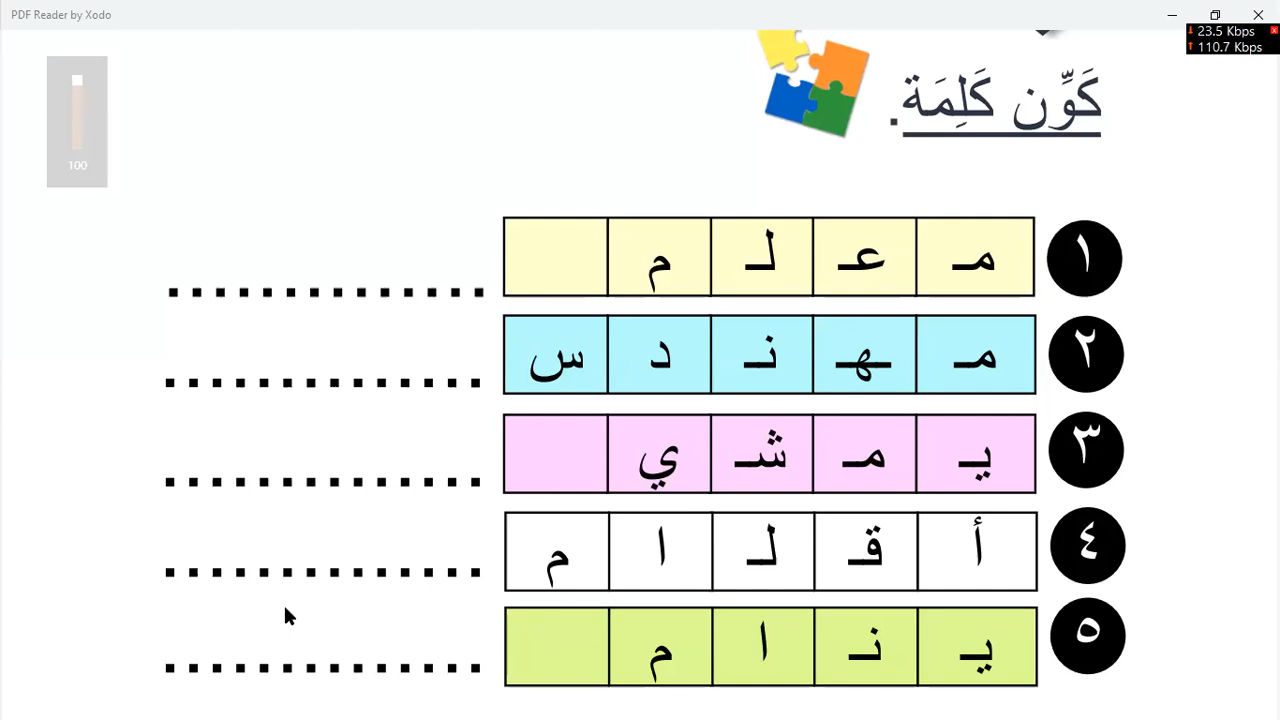 PDF Reader by Xodo
23.5 Kbps
110.7 Kbps
100
كَوِّن كَلِمَة.
١ مـ عـ لـ م ..............
٢ مـ ـهـ نـ د س ..............
٣ يـ مـ شـ ي ..............
٤ أ قـ لـ ا م ..............
٥ يـ نـ ا م ..............